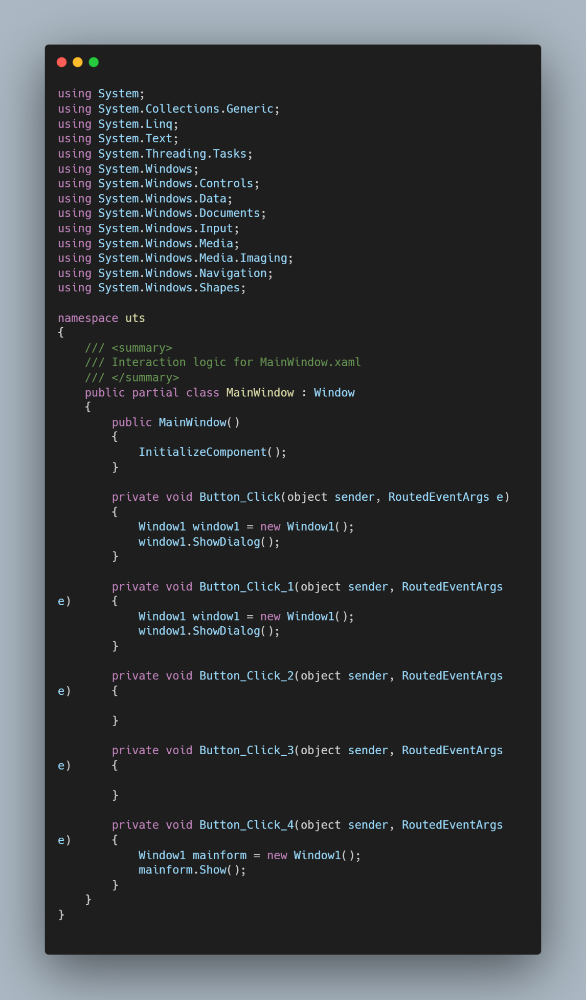 using System;
using System.Collections.Generic;
using System.Linq;
using System.Text;
using System.Threading.Tasks;
using System.Windows;
using System.Windows.Controls;
using System.Windows.Data;
using System.Windows.Documents;
using System.Windows.Input;
using System.Windows.Media;
using System.Windows.Media.Imaging;
using System.Windows.Navigation;
using System.Windows.Shapes;

namespace uts
{
    /// <summary>
    /// Interaction logic for MainWindow.xaml
    /// </summary>
    public partial class MainWindow : Window
    {
        public MainWindow()
        {
            InitializeComponent();
        }

        private void Button_Click(object sender, RoutedEventArgs e)
        {
            Window1 window1 = new Window1();
            window1.ShowDialog();
        }

        private void Button_Click_1(object sender, RoutedEventArgs
e)      {
            Window1 window1 = new Window1();
            window1.ShowDialog();
        }

        private void Button_Click_2(object sender, RoutedEventArgs
e)      {

        }

        private void Button_Click_3(object sender, RoutedEventArgs
e)      {

        }

        private void Button_Click_4(object sender, RoutedEventArgs
e)      {
            Window1 mainform = new Window1();
            mainform.Show();
        }
    }
}